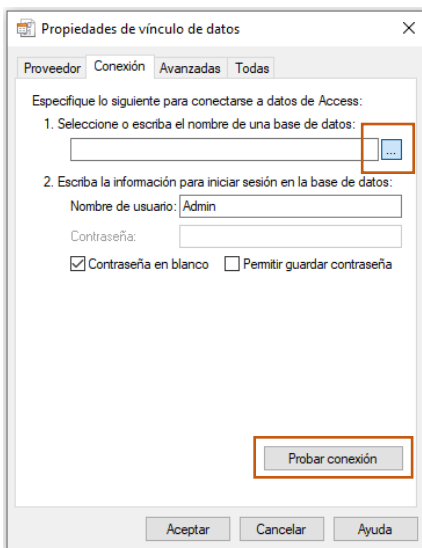 Propiedades de vínculo de datos
Proveedor Conexión Avanzadas Todas
Especifique lo siguiente para conectarse a datos de Access:
1. Seleccione o escriba el nombre de una base de datos:
...
2. Escriba la información para iniciar sesión en la base de datos:
Nombre de usuario: Admin
Contraseña:
Contraseña en blanco Permitir guardar contraseña
Probar conexión
Aceptar Cancelar Ayuda